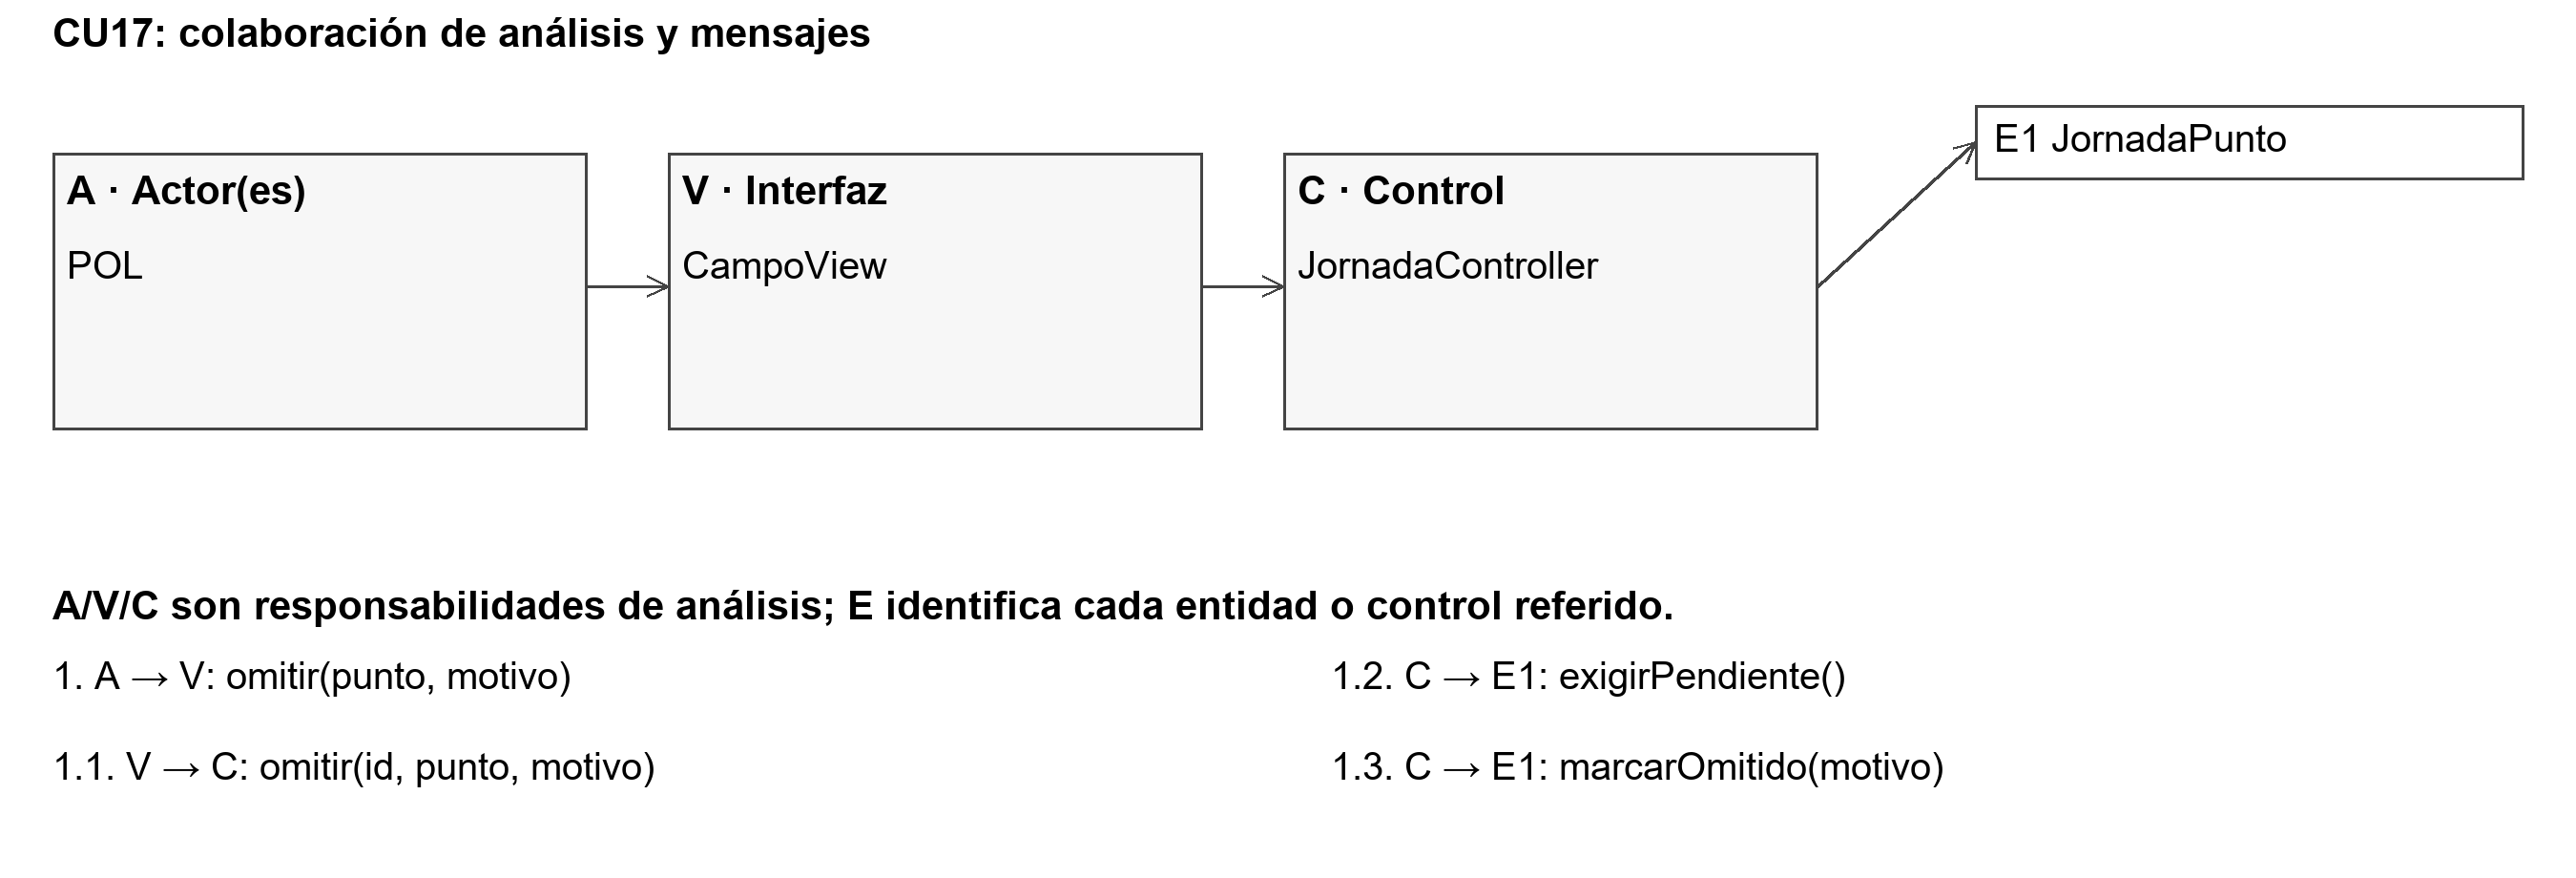 CU17: colaboración de análisis y mensajes
A · Actor(es)
POL
V · Interfaz
CampoView
C · Control
JornadaController
E1 JornadaPunto
A/V/C son responsabilidades de análisis; E identifica cada entidad o control referido.
1. A → V: omitir(punto, motivo)
1.1. V → C: omitir(id, punto, motivo)
1.2. C → E1: exigirPendiente()
1.3. C → E1: marcarOmitido(motivo)